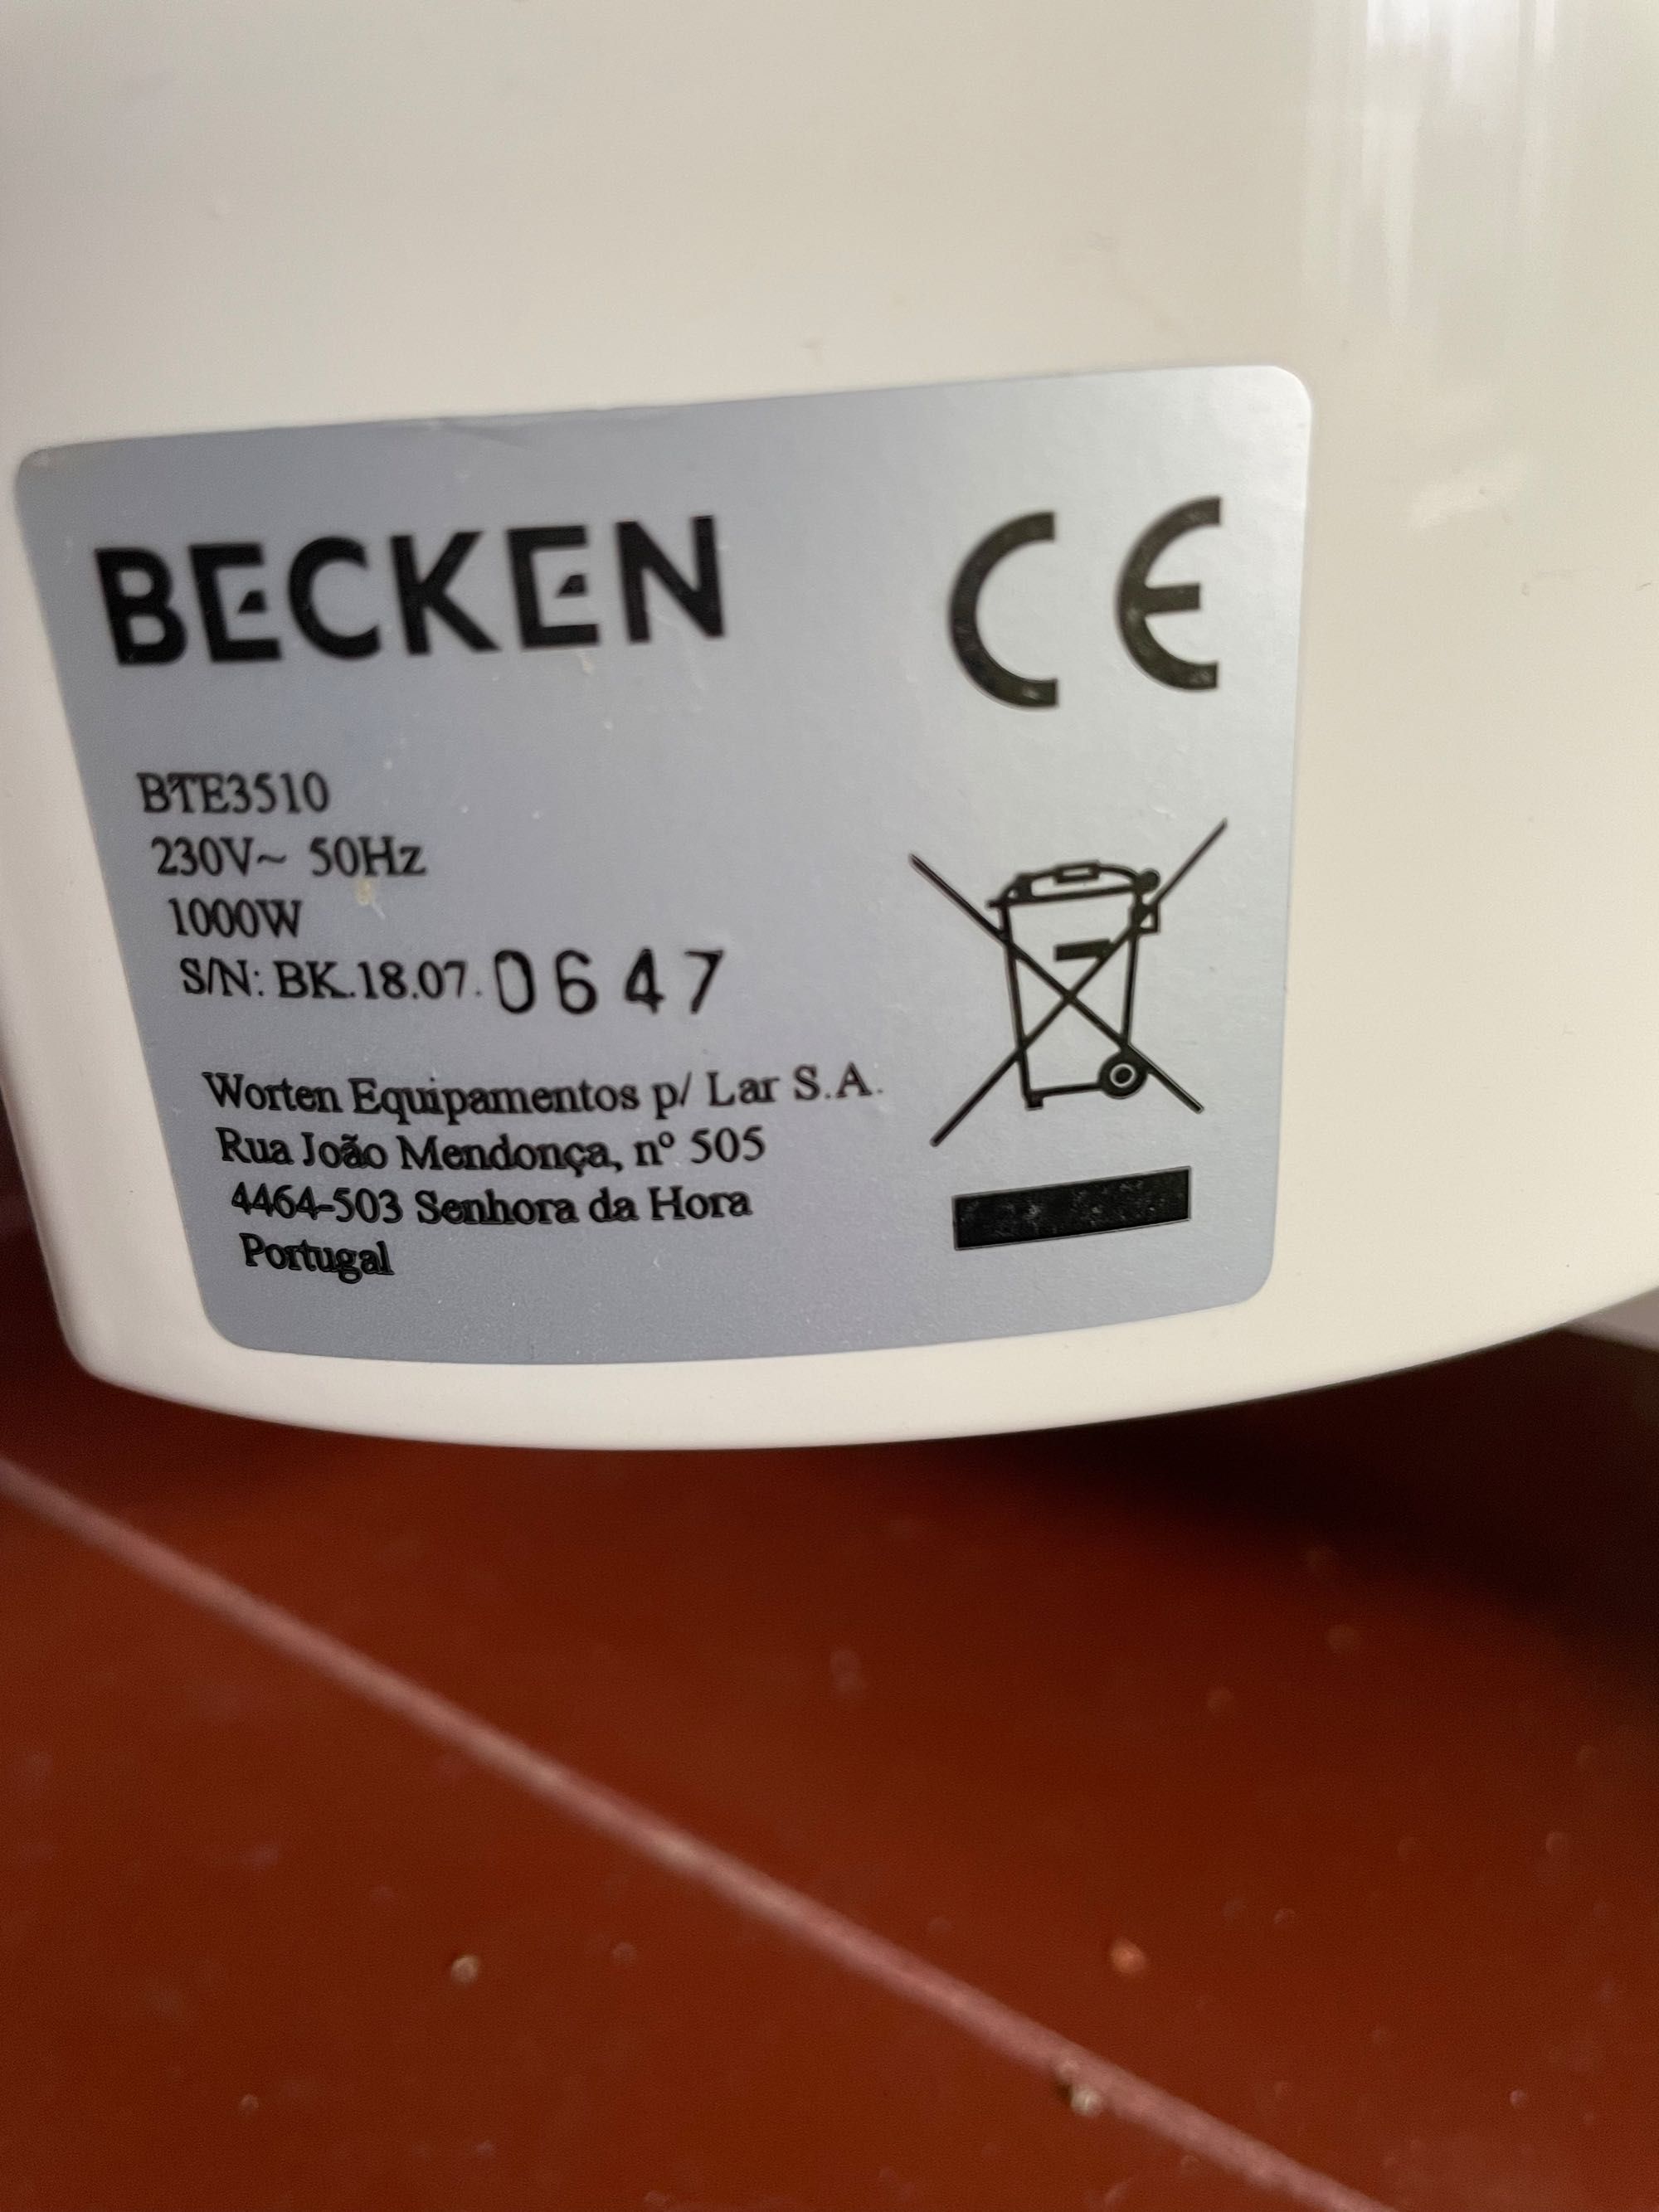 BECKEN
CE
BTE3510
230V~ 50Hz
1000W
S/N: BK.18.07. 0647
Worten Equipamentos p/ Lar S.A.
Rua João Mendonça, nº 505
4464-503 Senhora da Hora
Portugal